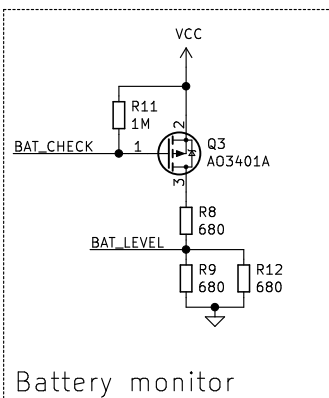 VCC
R11
1M
2
Q3
BAT_CHECK
1
AO3401A
3
R8
680
BAT_LEVEL
R9
R12
680
680
Battery monitor